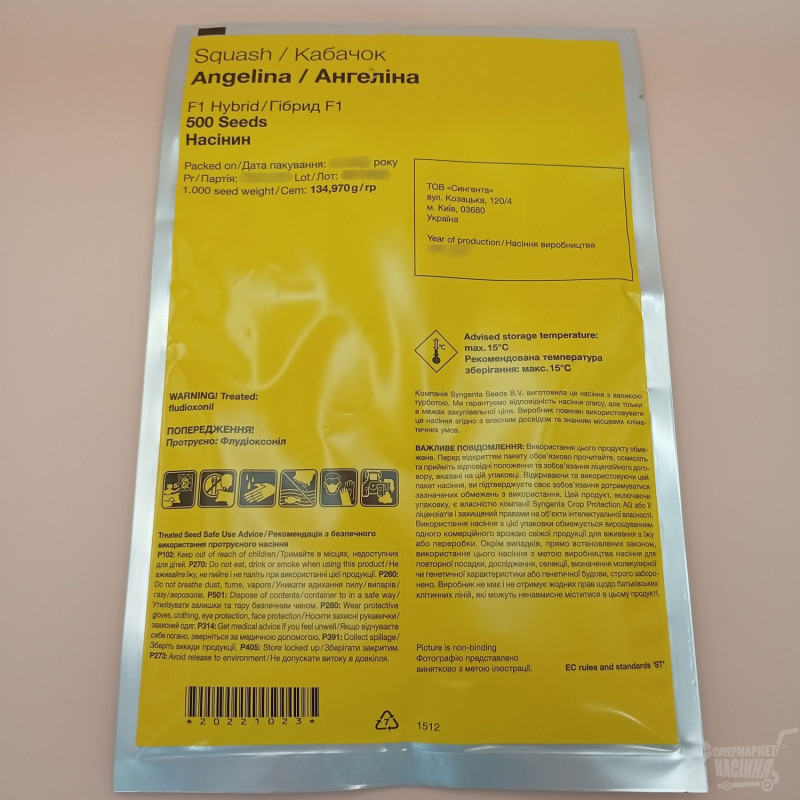 Squash / Кабачок
Angelina / Ангеліна
F1 Hybrid/Гібрид F1
500 Seeds
Насінин
Packed on/Дата пакування: року
Pr/Партія: Lot/Лот:
1.000 seed weight/Сем: 134,970g/гр
ТОВ «Сингента»
вул. Козацька, 120/4
м. Київ, 03680
Україна
Year of production/Насіння виробництва
°C
Advised storage temperature:
max. 15°C
Рекомендована температура
зберігання: макс. 15°C
WARNING! Treated:
fludioxonil
ПОПЕРЕДЖЕННЯ!
Протруєно: Флудіоксоніл
Компанія Syngenta Seeds B.V. виготовила це насіння з великою
турботою. Ми гарантуємо відповідність насіння опису, але тільки
в межах закупівельної ціни. Виробник повинен використовувати
це насіння згідно з власним досвідом та знанням місцевих кліма-
тичних умов.
ВАЖЛИВЕ ПОВІДОМЛЕННЯ: Використання цього продукту обме-
жене. Перед відкриттям пакету обов'язково прочитайте, осмисліть
та прийміть відповідні положення та зобов'язання ліцензійного дого-
вору, вказані на цій упаковці. Відкриваючи та використовуючи цей
пакет насіння, ви підтверджуєте своє зобов'язання дотримуватися
зазначених обмежень з використання. Цей продукт, включаючи
упаковку, є власністю компанії Syngenta Crop Protection AG або її
ліцензіатів і захищений правами на об'єкти інтелектуальної власності.
Використання насіння з цієї упаковки обмежується вирощуванням
одного комерційного врожаю свіжої продукції для вживання в їжу
або переробки. Окрім випадків, прямо встановлених законом,
використання цього насіння з метою виробництва насіння для
повторної посадки, дослідження, селекції, визначення молекулярної
чи генетичної характеристики або генетичної будови, строго заборо-
нено. Виробник не має і не отримує жодних прав щодо батьківських
клітинних ліній, які можуть ненавмисне міститися в цьому продукті.
Treated Seed Safe Use Advice/Рекомендація з безпечного
використання протруєного насіння
P102: Keep out of reach of children/Тримайте в місцях, недоступних
для дітей. P270: Do not eat, drink or smoke when using this product/Не
вживайте їжу, не пийте і не паліть при використанні цієї продукції. P260:
Do not breathe dust, fume, vapors/Уникати вдихання пилу/випарів/
газу/аерозолів. P501: Dispose of contents/container to in a safe way/
Утилізувати залишки та тару безпечним чином. P280: Wear protective
gloves, clothing, eye protection, face protection/Носити захисні рукавички/
захисний одяг. P314: Get medical advice if you feel unwell/Якщо відчуваєте
себе погано, зверніться за медичною допомогою. P391: Collect spillage/
Зберіть викиди продукції. P405: Store locked up/Зберігати закритим.
P273: Avoid release to environment/Не допускати витоку в довкілля.
Picture is non-binding
Фотографію представлено
винятково з метою ілюстрації.
EC rules and standards 'ST'
*20221023*
7
1512
СУПЕРМАРКЕТ
НАСІННЯ